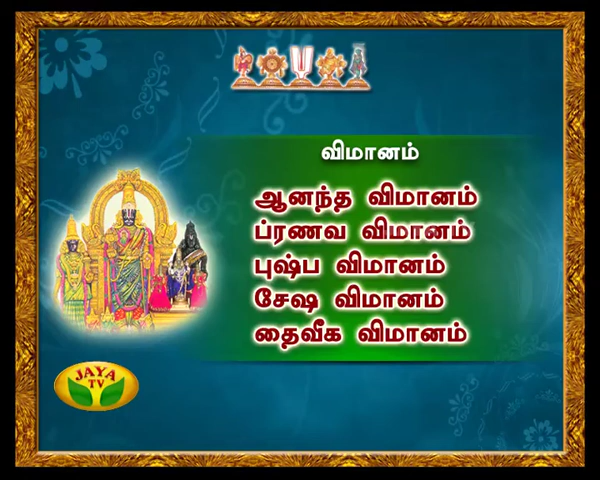 விமானம்
ஆனந்த விமானம்
ப்ரணவ விமானம்
புஷ்ப விமானம்
சேஷ விமானம்
தைவீக விமானம்
JAYA
TV